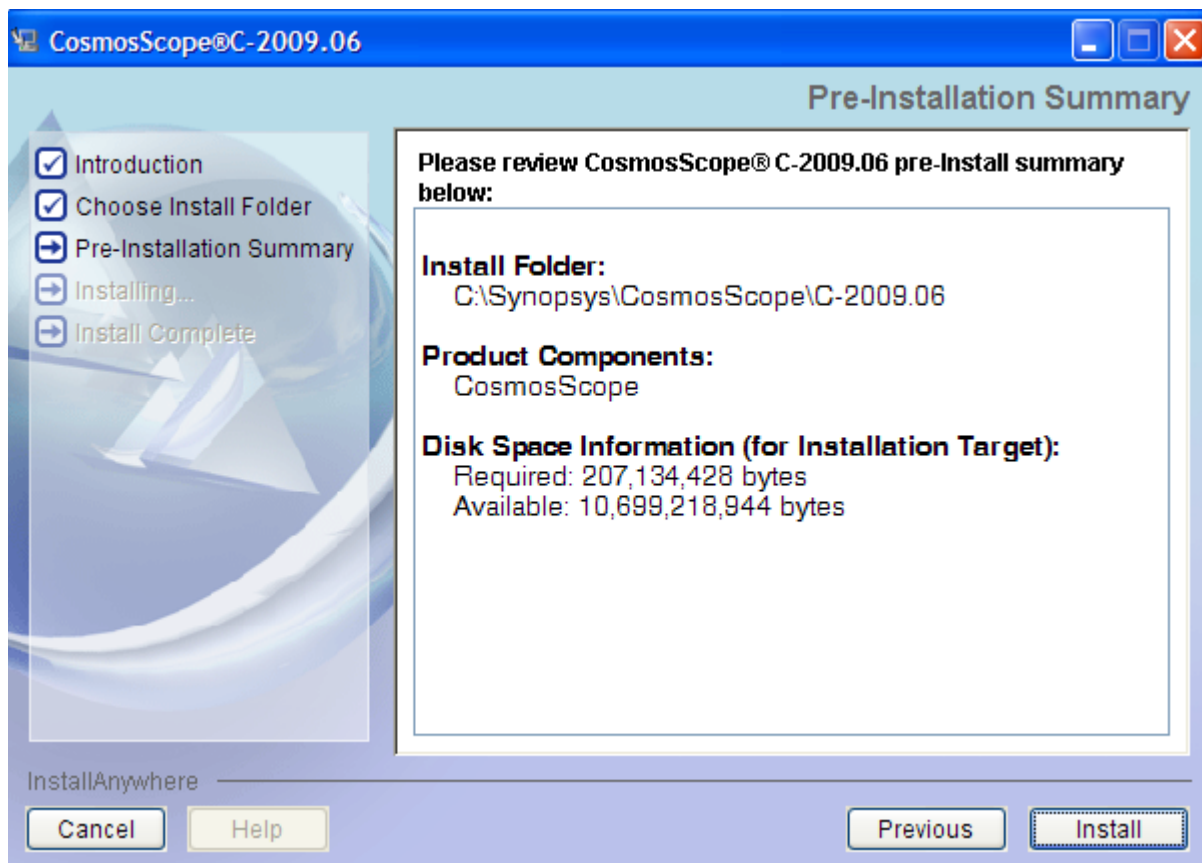 CosmosScope®C-2009.06
Pre-Installation Summary
Introduction
Choose Install Folder
Pre-Installation Summary
Installing...
Install Complete
Please review CosmosScope® C-2009.06 pre-Install summary
below:
Install Folder:
C:\Synopsys\CosmosScope\C-2009.06
Product Components:
CosmosScope
Disk Space Information (for Installation Target):
Required: 207,134,428 bytes
Available: 10,699,218,944 bytes
InstallAnywhere
Cancel
Help
Previous
Install